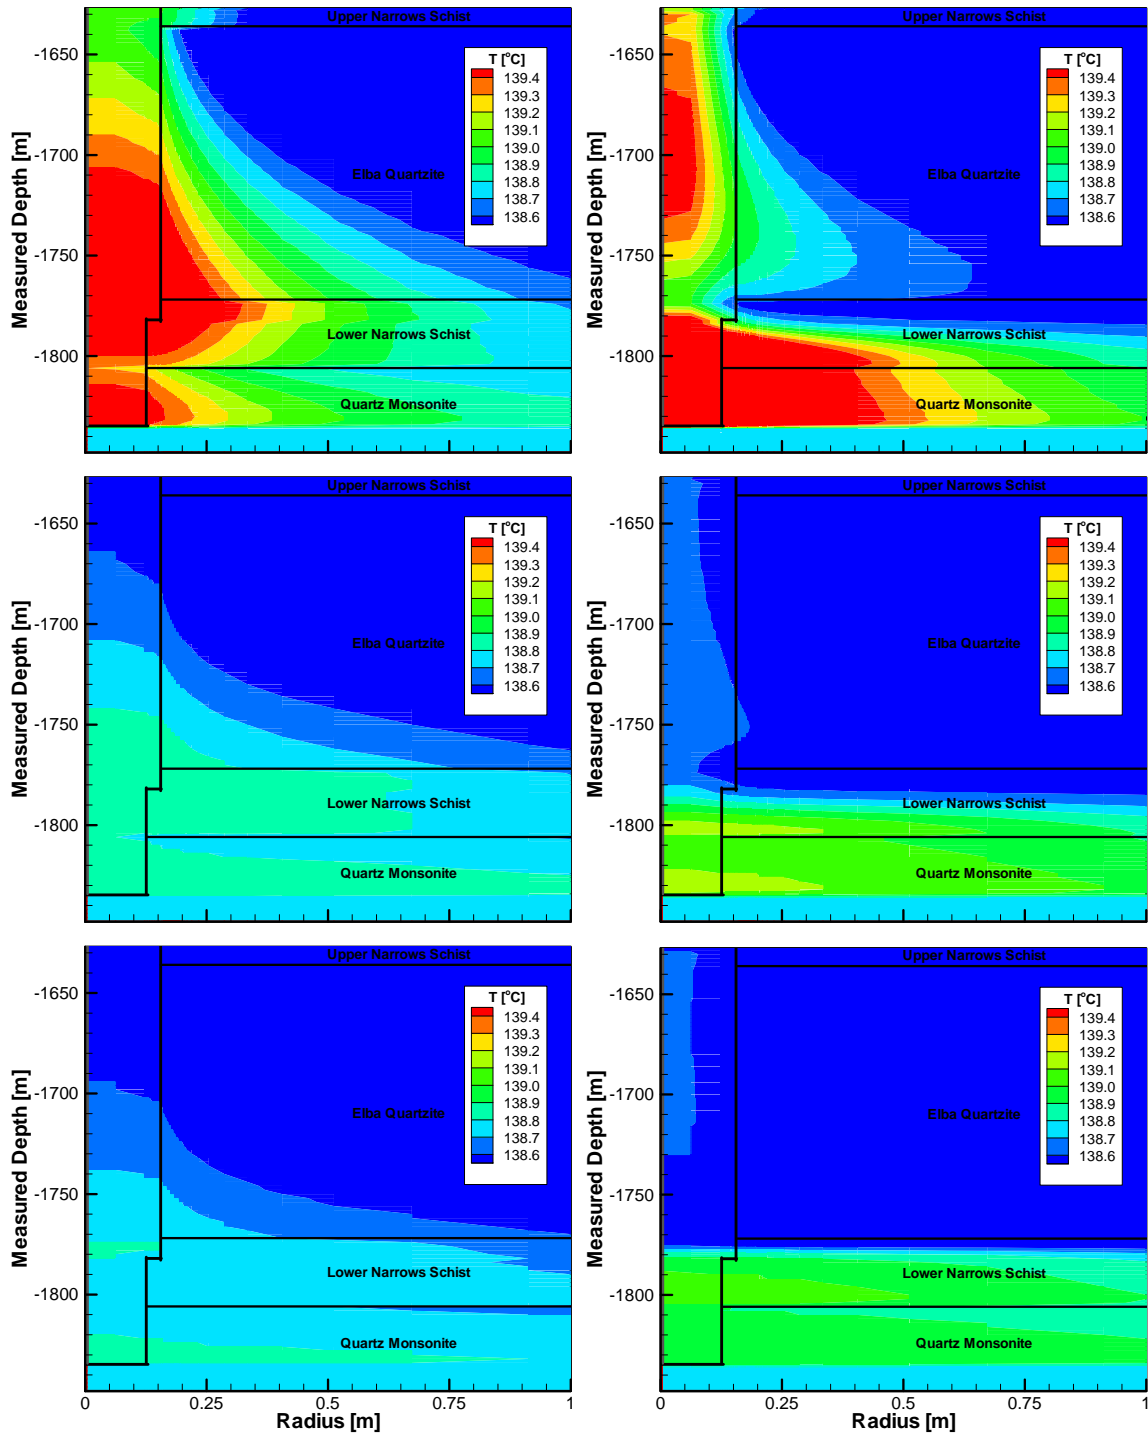 Upper Narrows Schist
T [°C]
139.4
139.3
139.2
139.1
139.0
138.9
138.8
138.7
138.6
Elba Quartzite
Lower Narrows Schist
Quartz Monsonite
Measured Depth [m]
-1650
-1700
-1750
-1800
Upper Narrows Schist
T [°C]
139.4
139.3
139.2
139.1
139.0
138.9
138.8
138.7
138.6
Elba Quartzite
Lower Narrows Schist
Quartz Monsonite
Measured Depth [m]
-1650
-1700
-1750
-1800
Upper Narrows Schist
T [°C]
139.4
139.3
139.2
139.1
139.0
138.9
138.8
138.7
138.6
Elba Quartzite
Lower Narrows Schist
Quartz Monsonite
Measured Depth [m]
-1650
-1700
-1750
-1800
Upper Narrows Schist
T [°C]
139.4
139.3
139.2
139.1
139.0
138.9
138.8
138.7
138.6
Elba Quartzite
Lower Narrows Schist
Quartz Monsonite
Measured Depth [m]
-1650
-1700
-1750
-1800
Upper Narrows Schist
T [°C]
139.4
139.3
139.2
139.1
139.0
138.9
138.8
138.7
138.6
Elba Quartzite
Lower Narrows Schist
Quartz Monsonite
Measured Depth [m]
-1650
-1700
-1750
-1800
0 0.25 0.5 0.75 1
Radius [m]
Upper Narrows Schist
T [°C]
139.4
139.3
139.2
139.1
139.0
138.9
138.8
138.7
138.6
Elba Quartzite
Lower Narrows Schist
Quartz Monsonite
Measured Depth [m]
-1650
-1700
-1750
-1800
0 0.25 0.5 0.75 1
Radius [m]